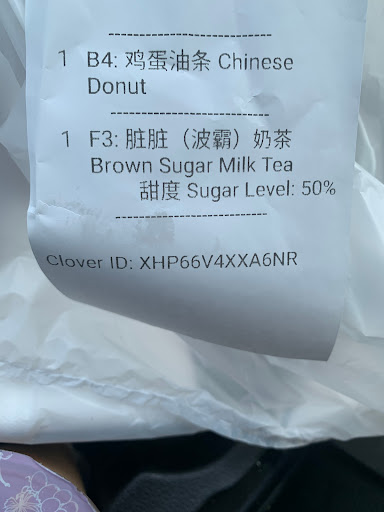 1 B4: 鸡蛋油条 Chinese
Donut
1 F3: 脏脏（波霸）奶茶
Brown Sugar Milk Tea
甜度 Sugar Level: 50%
Clover ID: XHP66V4XXA6NR